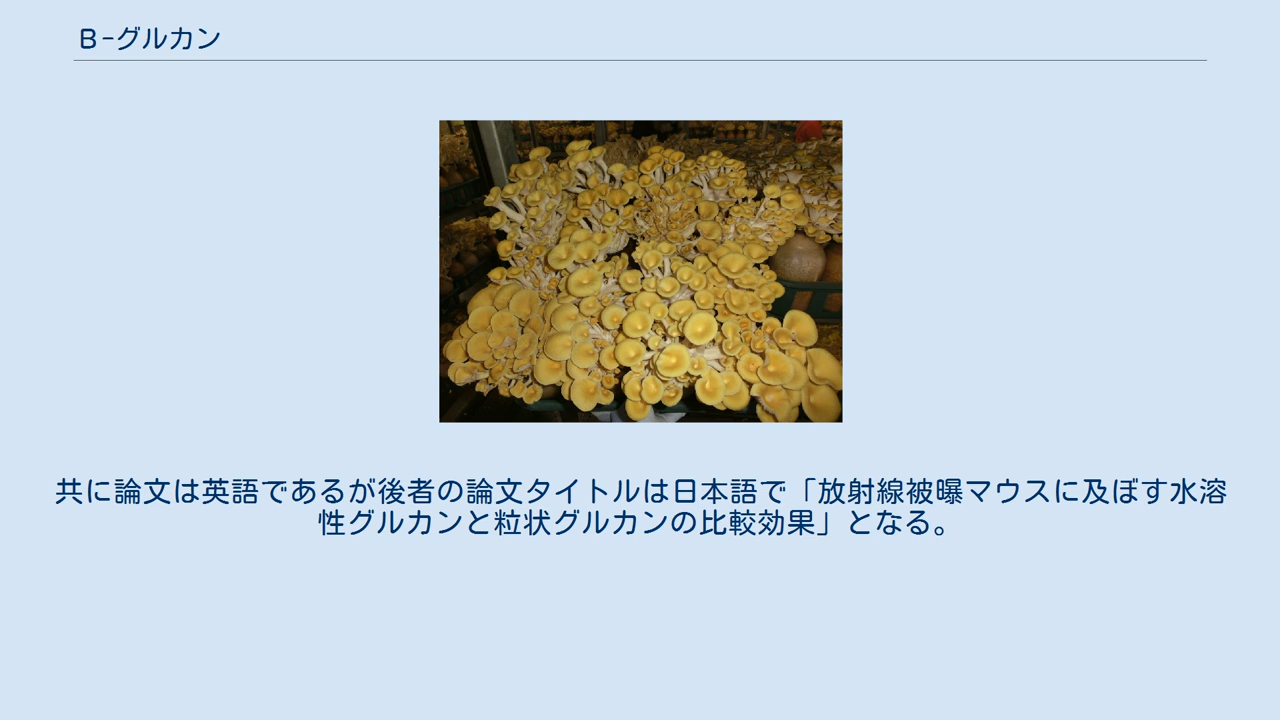 Β-グルカン
共に論文は英語であるが後者の論文タイトルは日本語で「放射線被曝マウスに及ぼす水溶
性グルカンと粒状グルカンの比較効果」となる。